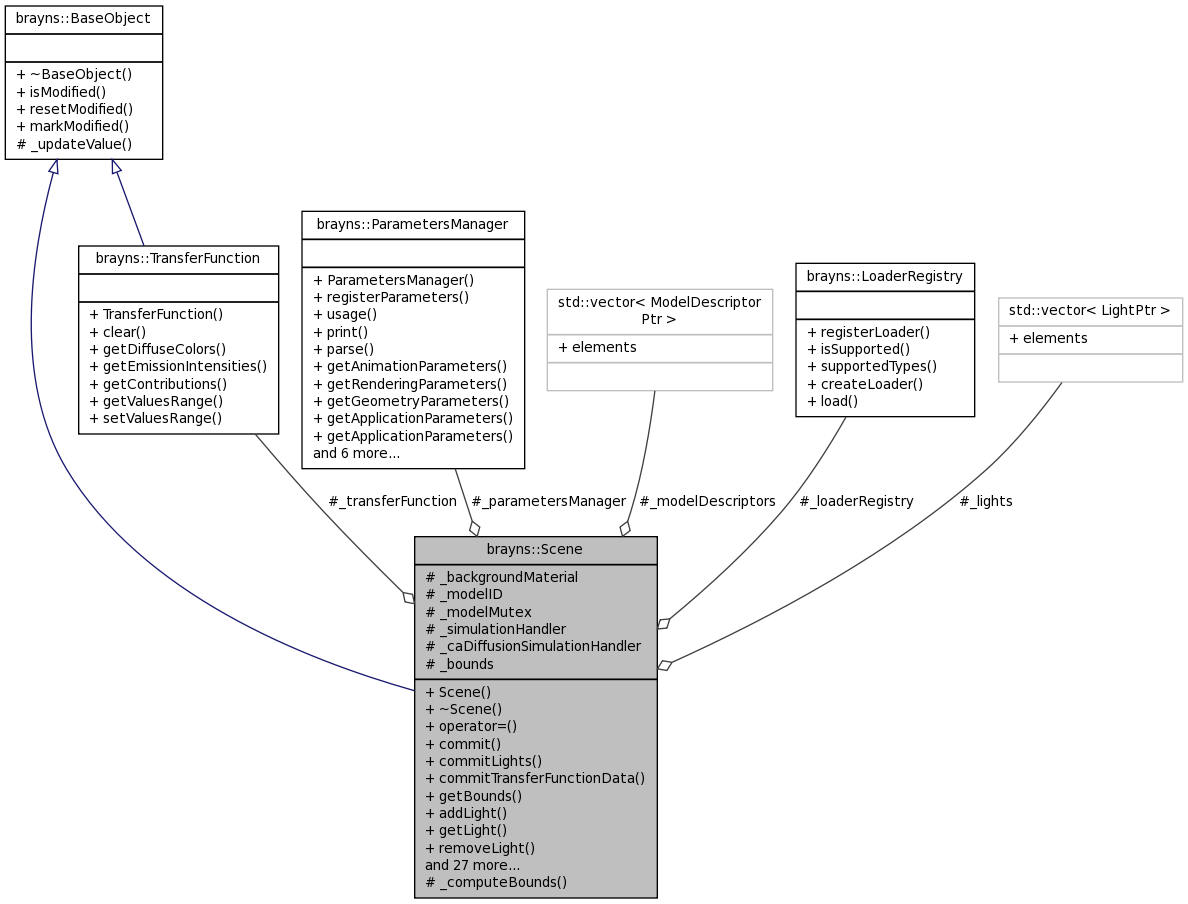 brayns::BaseObject
+ ~BaseObject()
+ isModified()
+ resetModified()
+ markModified()
# _updateValue()
brayns::TransferFunction
+ TransferFunction()
+ clear()
+ getDiffuseColors()
+ getEmissionIntensities()
+ getContributions()
+ getValuesRange()
+ setValuesRange()
brayns::ParametersManager
+ ParametersManager()
+ registerParameters()
+ usage()
+ print()
+ parse()
+ getAnimationParameters()
+ getRenderingParameters()
+ getGeometryParameters()
+ getApplicationParameters()
+ getApplicationParameters()
and 6 more...
std::vector< ModelDescriptor
Ptr >
+ elements
brayns::LoaderRegistry
+ registerLoader()
+ isSupported()
+ supportedTypes()
+ createLoader()
+ load()
std::vector< LightPtr >
+ elements
#_transferFunction
#_parametersManager
#_modelDescriptors
#_loaderRegistry
#_lights
brayns::Scene
# _backgroundMaterial
# _modelID
# _modelMutex
# _simulationHandler
# _caDiffusionSimulationHandler
# _bounds
+ Scene()
+ ~Scene()
+ operator=()
+ commit()
+ commitLights()
+ commitTransferFunctionData()
+ getBounds()
+ addLight()
+ getLight()
+ removeLight()
and 27 more...
# _computeBounds()